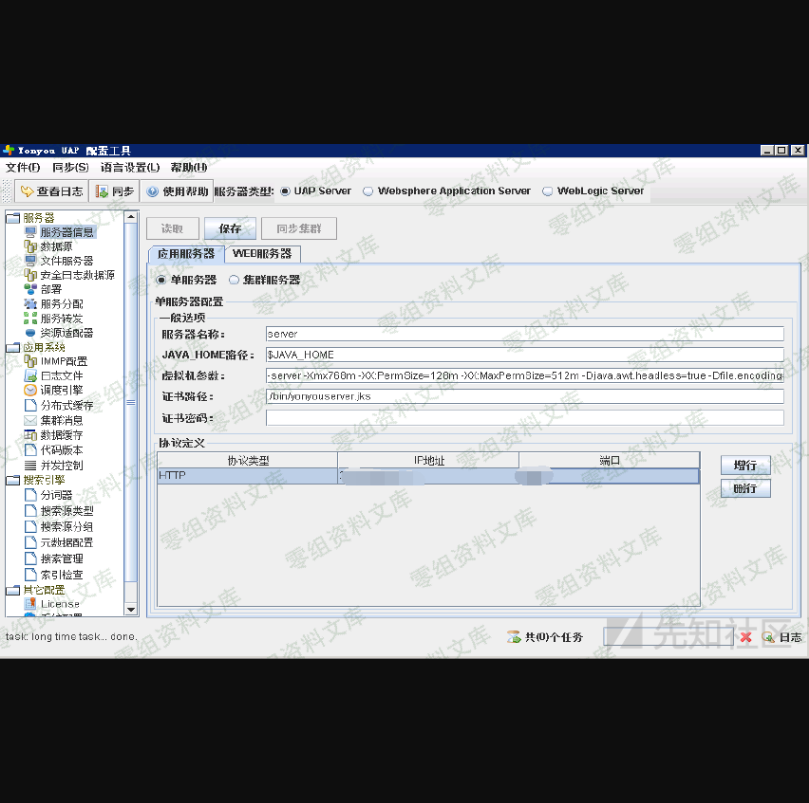 Yonyou UAP 配置工具
文件(F) 同步(S) 语言设置(L) 帮助(H)
查看日志 同步 使用帮助 服务器类型: UAP Server Websphere Application Server WebLogic Server
服务器
服务器信息
数据源
文件服务器
安全日志数据源
部署
服务分配
服务转发
资源适配器
应用系统
IMMP配置
日志文件
调度引擎
分布式缓存
集群消息
数据缓存
代码版本
并发控制
搜索引擎
分词器
搜索源类型
搜索源分组
元数据配置
搜索管理
索引检查
其它配置
License
读取 保存 同步集群
应用服务器 WEB服务器
单服务器 集群服务器
单服务器配置
一般选项
服务器名称: server
JAVA_HOME路径: $JAVA_HOME
虚拟机参数: -server -Xmx768m -XX:PermSize=128m -XX:MaxPermSize=512m -Djava.awt.headless=true -Dfile.encoding
证书路径: ./bin/yonyouserver.jks
证书密码:
协议定义
协议类型 IP地址 端口
HTTP
增行
删行
task: long time task... done.
共(0)个任务 日志
零组资料文库
先知社区